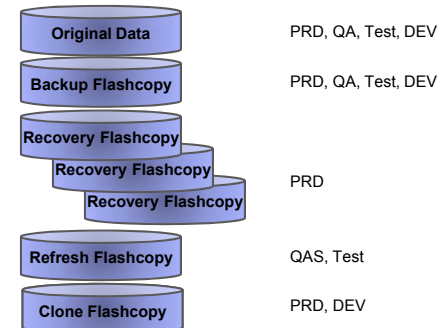 Original Data PRD, QA, Test, DEV
Backup Flashcopy PRD, QA, Test, DEV
Recovery Flashcopy
Recovery Flashcopy
PRD
Recovery Flashcopy
Refresh Flashcopy QAS, Test
Clone Flashcopy PRD, DEV